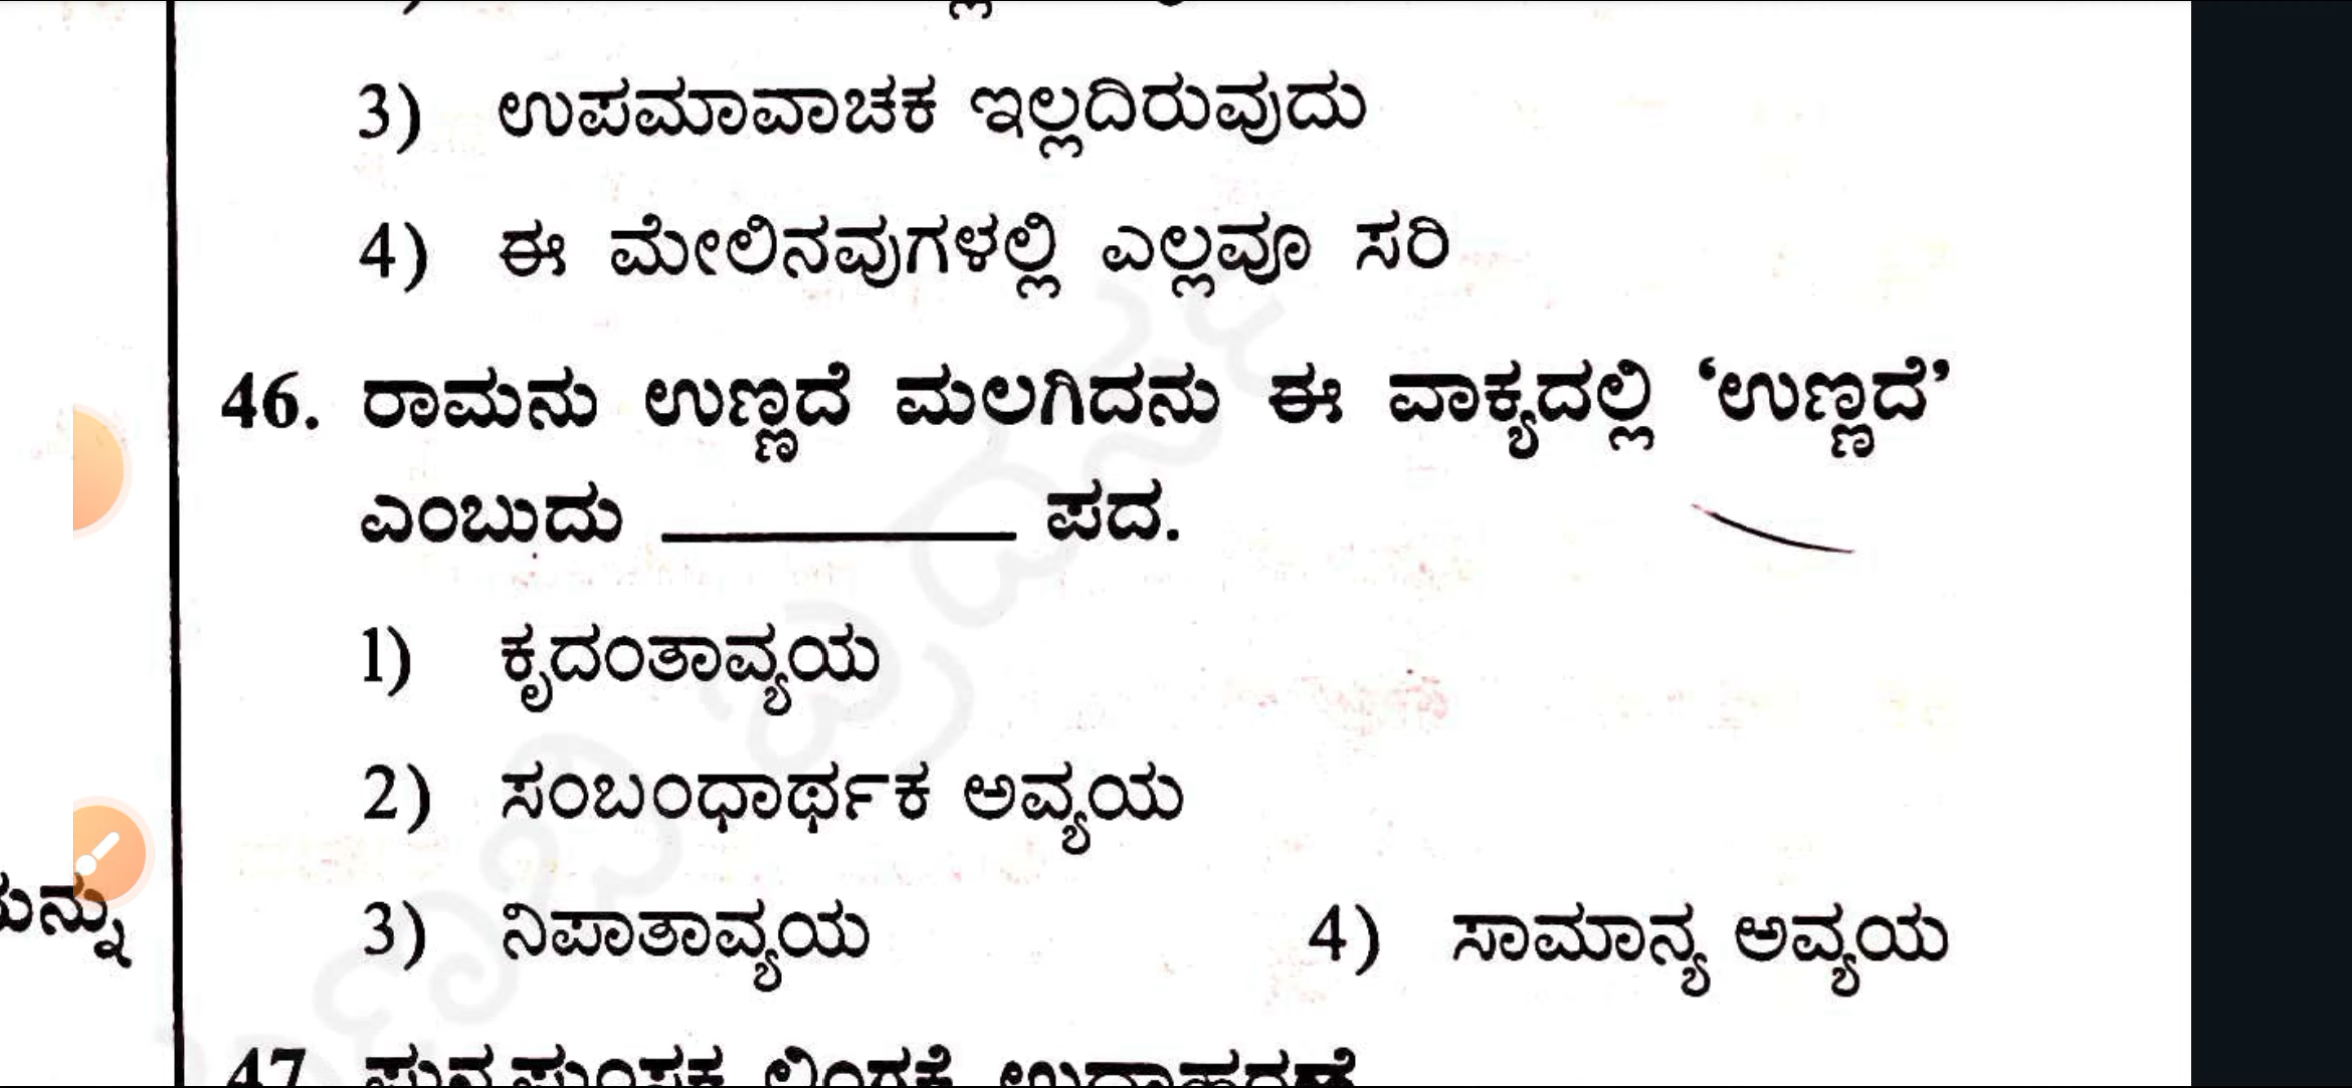 3) ಉಪಮಾವಾಚಕ ಇಲ್ಲದಿರುವುದು
4) ಈ ಮೇಲಿನವುಗಳಲ್ಲಿ ಎಲ್ಲವೂ ಸರಿ
46. ರಾಮನು ಉಣ್ಣದೆ ಮಲಗಿದನು ಈ ವಾಕ್ಯದಲ್ಲಿ ‘ಉಣ್ಣದೆ’
ಎಂಬುದು ________ ಪದ.
1) ಕೃದಂತಾವ್ಯಯ
2) ಸಂಬಂಧಾರ್ಥಕ ಅವ್ಯಯ
3) ನಿಪಾತಾವ್ಯಯ 4) ಸಾಮಾನ್ಯ ಅವ್ಯಯ
47